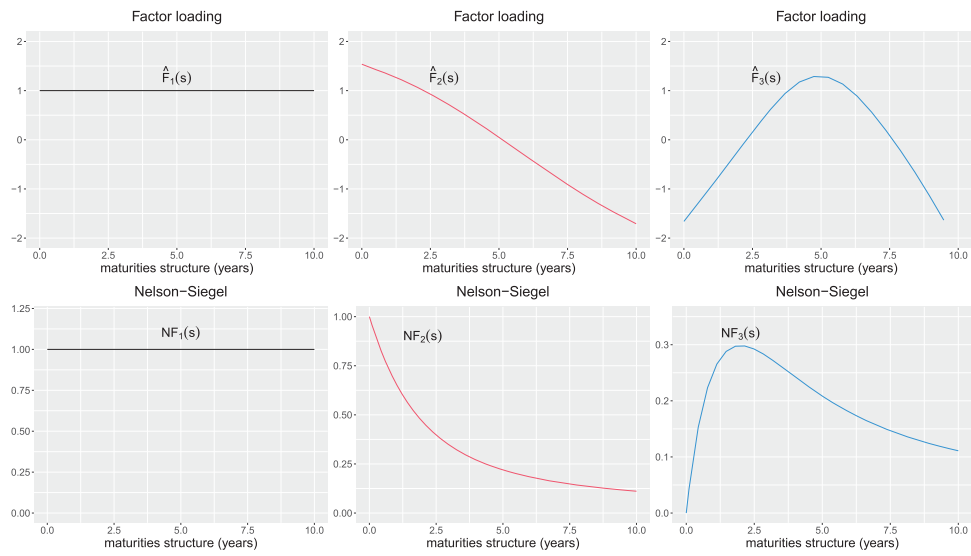 Factor loading
Factor loading
Factor loading
2
1
0
−1
−2
F̂1(s)
0.0 2.5 5.0 7.5 10.0
maturities structure (years)
2
1
0
−1
−2
F̂2(s)
0.0 2.5 5.0 7.5 10.0
maturities structure (years)
2
1
0
−1
−2
F̂3(s)
0.0 2.5 5.0 7.5 10.0
maturities structure (years)
Nelson−Siegel
Nelson−Siegel
Nelson−Siegel
1.25
1.00
0.75
0.50
0.25
0.00
NF1(s)
0.0 2.5 5.0 7.5 10.0
maturities structure (years)
1.00
0.75
0.50
0.25
0.00
NF2(s)
0.0 2.5 5.0 7.5 10.0
maturities structure (years)
0.3
0.2
0.1
0.0
NF3(s)
0.0 2.5 5.0 7.5 10.0
maturities structure (years)